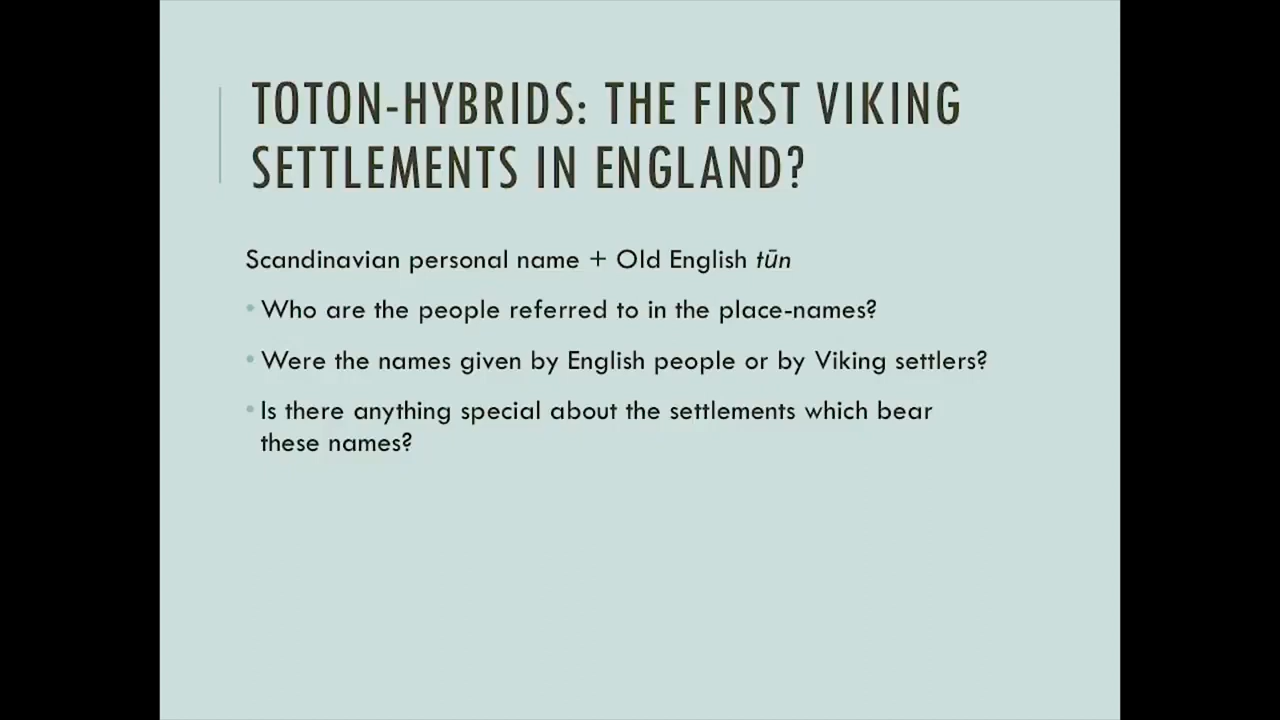 TOTON-HYBRIDS: THE FIRST VIKING
SETTLEMENTS IN ENGLAND?
Scandinavian personal name + Old English tūn
• Who are the people referred to in the place-names?
• Were the names given by English people or by Viking settlers?
• Is there anything special about the settlements which bear
these names?